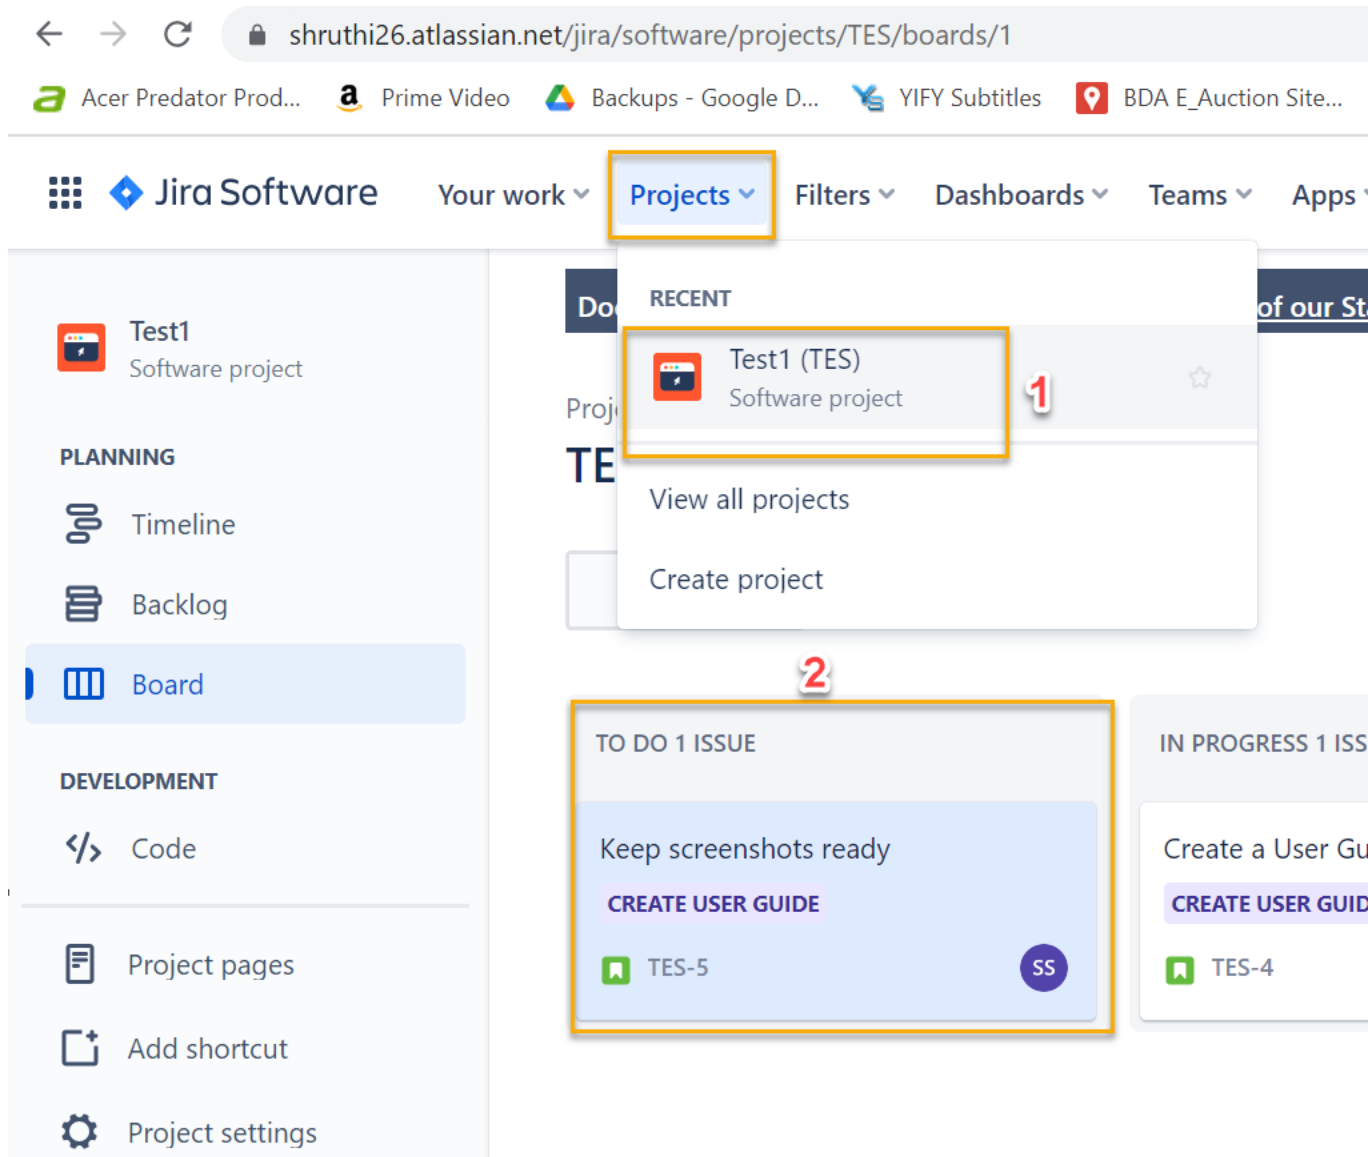 shruthi26.atlassian.net/jira/software/projects/TES/boards/1
Acer Predator Prod... Prime Video Backups - Google D... YIFY Subtitles BDA E_Auction Site...
Jira Software Your work Projects Filters Dashboards Teams Apps
Test1
Software project
PLANNING
Timeline
Backlog
Board
DEVELOPMENT
Code
Project pages
Add shortcut
Project settings
RECENT
of our
Test1 (TES)
Software project
1
View all projects
Create project
2
TO DO 1 ISSUE
Keep screenshots ready
CREATE USER GUIDE
TES-5
SS
IN PROGRESS 1 ISS
Create a User Gu
CREATE USER GUID
TES-4